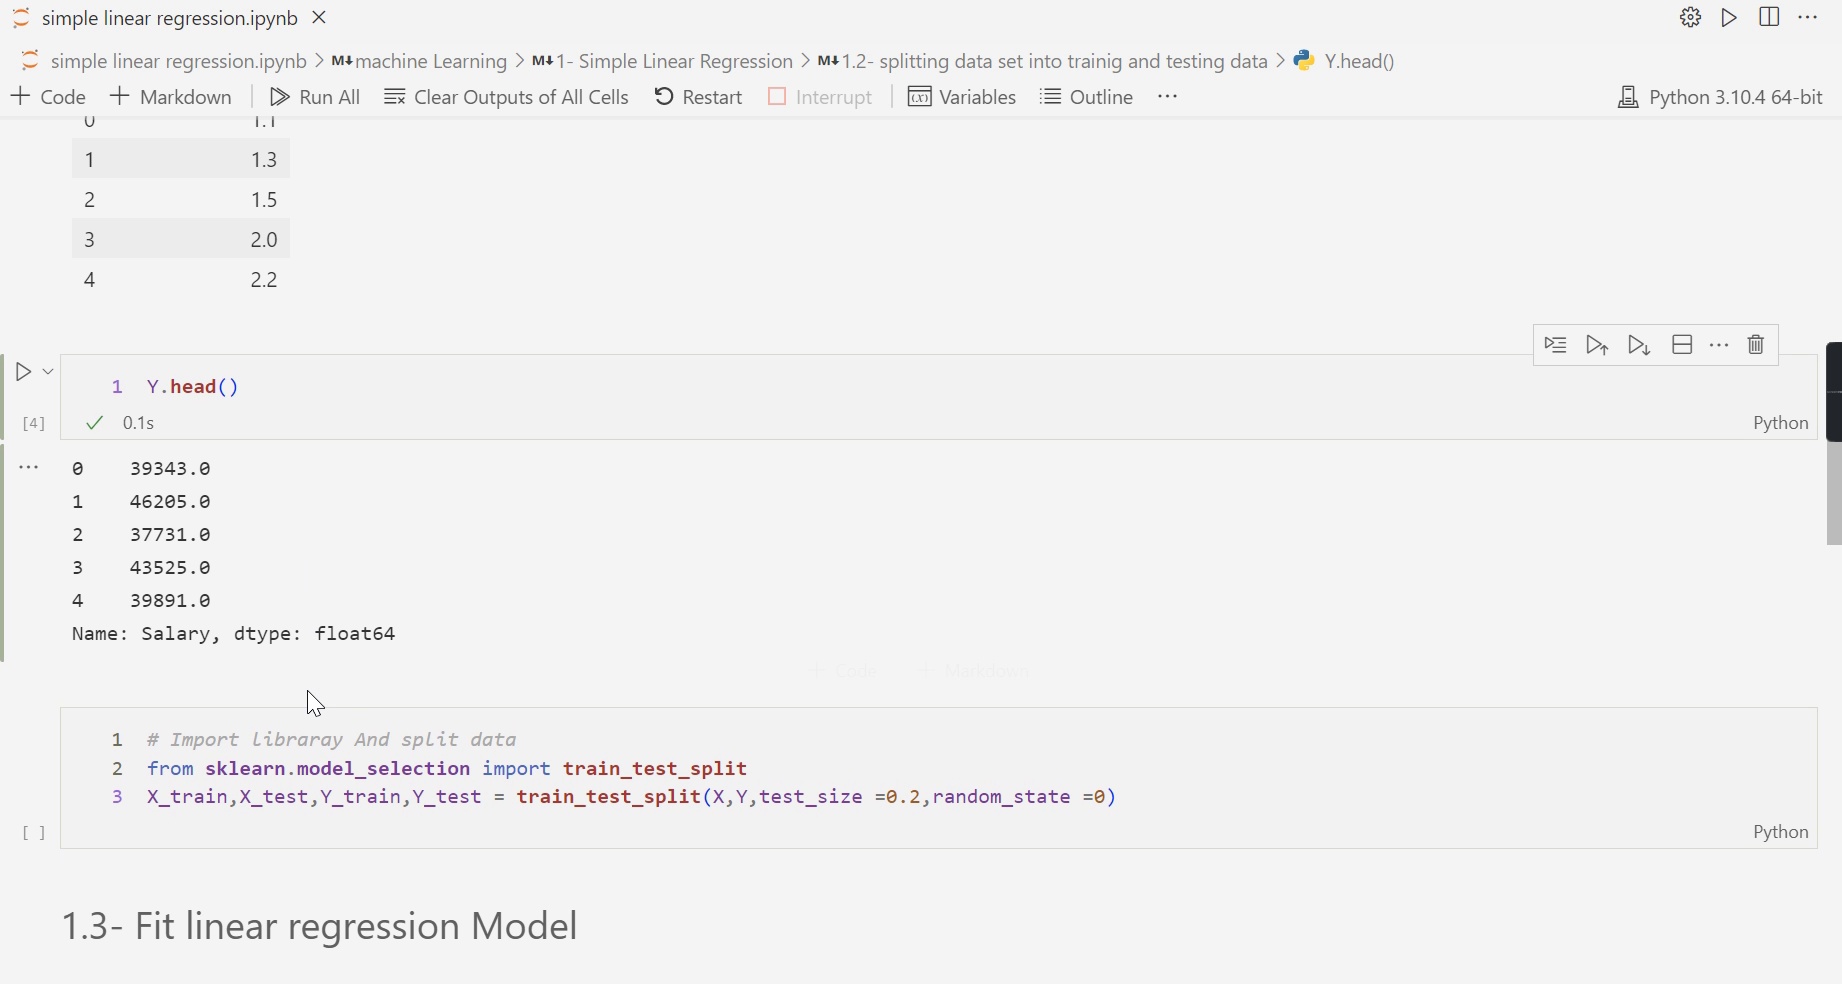 simple linear regression.ipynb
simple linear regression.ipynb > M↓ machine Learning > M↓ 1- Simple Linear Regression > M↓ 1.2- splitting data set into trainig and testing data > Y.head()
+ Code + Markdown Run All Clear Outputs of All Cells Restart Interrupt Variables Outline ··· Python 3.10.4 64-bit
0 1.1
1 1.3
2 1.5
3 2.0
4 2.2
1 Y.head()
[4] 0.1s Python
0 39343.0
1 46205.0
2 37731.0
3 43525.0
4 39891.0
Name: Salary, dtype: float64
+ Code + Markdown
1 # Import libraray And split data
2 from sklearn.model_selection import train_test_split
3 X_train,X_test,Y_train,Y_test = train_test_split(X,Y,test_size =0.2,random_state =0)
[ ] Python
1.3- Fit linear regression Model